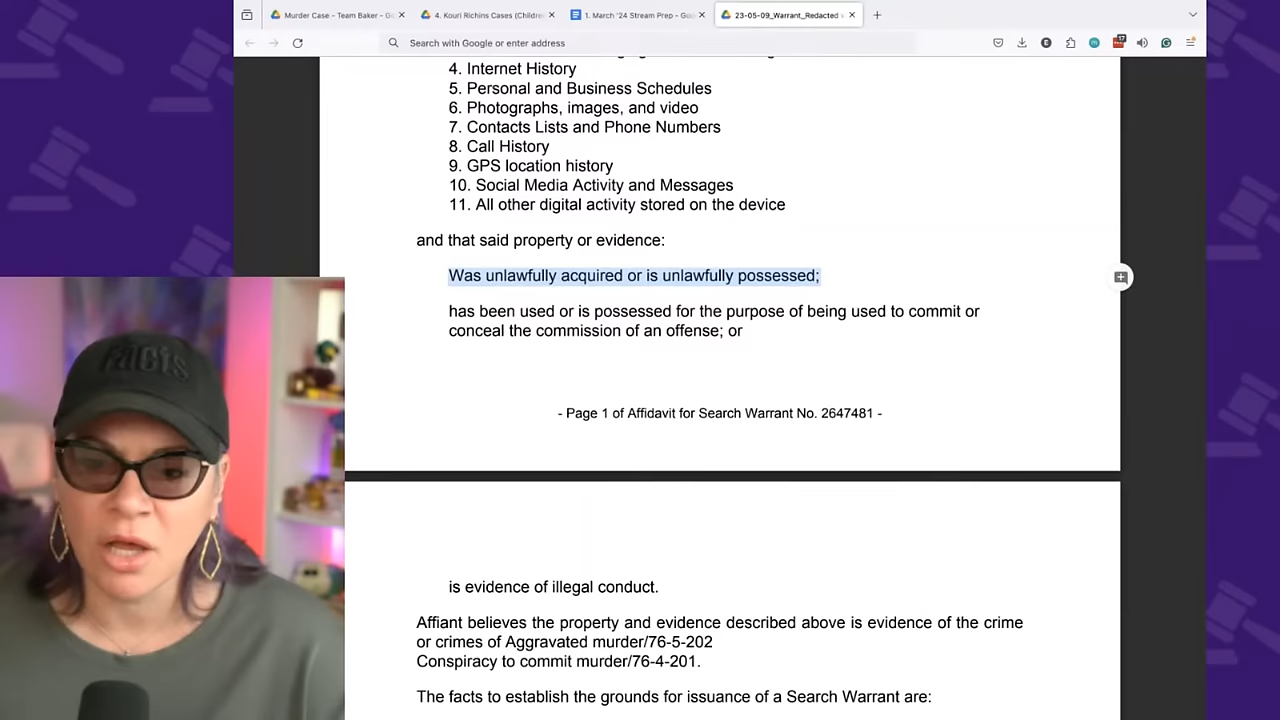 Murder Case - Team Baker - G
4. Kouri Richins Cases (Childre
1. March '24 Stream Prep - Goo
23-05-09_Warrant_Redacted
Search with Google or enter address
4. Internet History
5. Personal and Business Schedules
6. Photographs, images, and video
7. Contacts Lists and Phone Numbers
8. Call History
9. GPS location history
10. Social Media Activity and Messages
11. All other digital activity stored on the device
and that said property or evidence:
Was unlawfully acquired or is unlawfully possessed;
has been used or is possessed for the purpose of being used to commit or
conceal the commission of an offense; or
- Page 1 of Affidavit for Search Warrant No. 2647481 -
is evidence of illegal conduct.
Affiant believes the property and evidence described above is evidence of the crime
or crimes of Aggravated murder/76-5-202
Conspiracy to commit murder/76-4-201.
The facts to establish the grounds for issuance of a Search Warrant are:
Facts